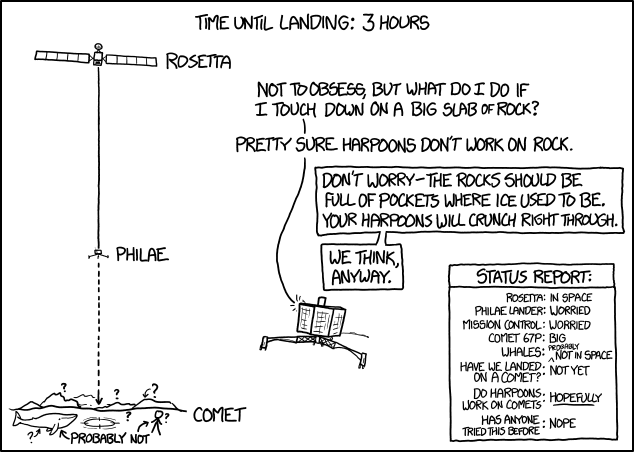 TIME UNTIL LANDING: 3 HOURS
ROSETTA
NOT TO OBSESS, BUT WHAT DO I DO IF
I TOUCH DOWN ON A BIG SLAB OF ROCK?
PRETTY SURE HARPOONS DON'T WORK ON ROCK.
DON'T WORRY—THE ROCKS SHOULD BE
FULL OF POCKETS WHERE ICE USED TO BE.
YOUR HARPOONS WILL CRUNCH RIGHT THROUGH.
WE THINK,
ANYWAY.
PHILAE
STATUS REPORT:
ROSETTA: IN SPACE
PHILAE LANDER: WORRIED
MISSION CONTROL: WORRIED
COMET 67P: BIG
WHALES: PROBABLY NOT IN SPACE
HAVE WE LANDED
ON A COMET?: NOT YET
DO HARPOONS
WORK ON COMETS: HOPEFULLY
HAS ANYONE
TRIED THIS BEFORE: NOPE
? ? ? ?
COMET
? ? ?
PROBABLY NOT